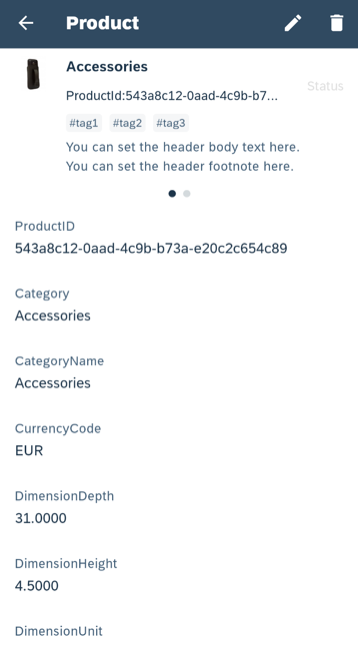 Product
Accessories
ProductId:543a8c12-0aad-4c9b-b7...
Status
#tag1 #tag2 #tag3
You can set the header body text here.
You can set the header footnote here.
ProductID
543a8c12-0aad-4c9b-b73a-e20c2c654c89
Category
Accessories
CategoryName
Accessories
CurrencyCode
EUR
DimensionDepth
31.0000
DimensionHeight
4.5000
DimensionUnit